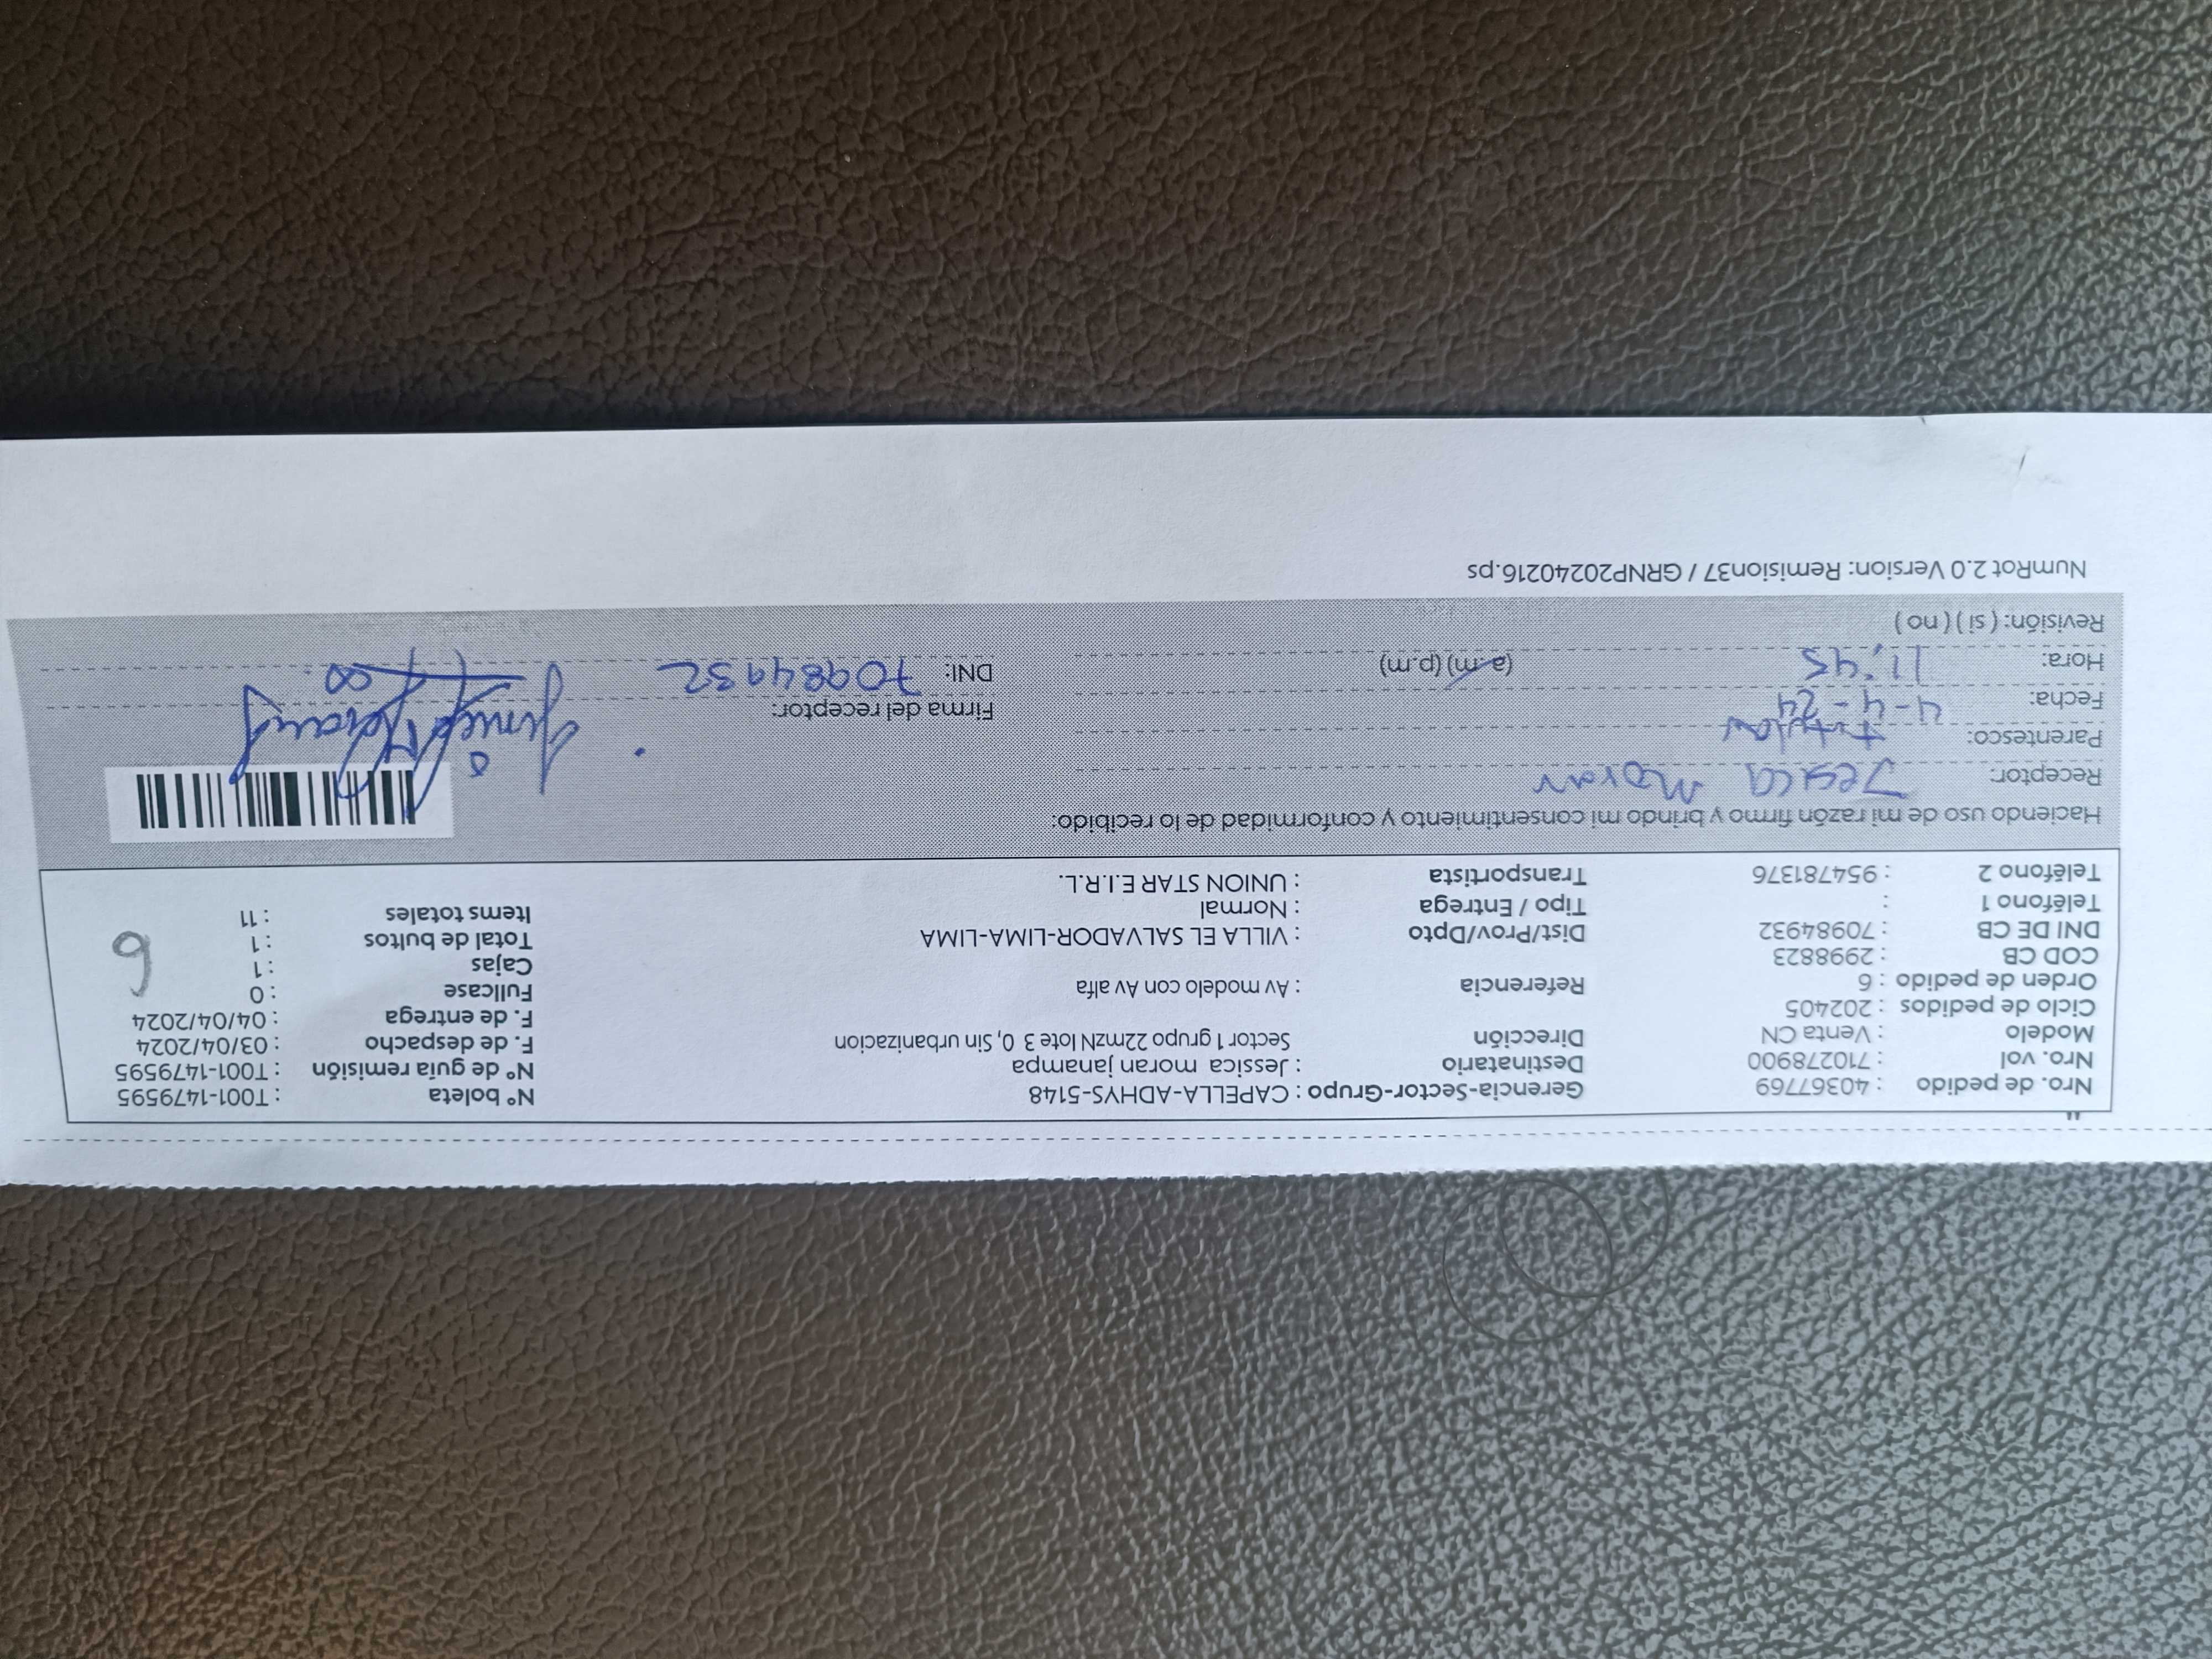 Nro. de pedido : 40367769 Gerencia-Sector-Grupo : CAPELLA-ADHYS-5148 N° boleta : T001-1479595
Nro. vol : 710278900 Destinatario : Jessica moran janampa N° de guía remisión : T001-1479595
Modelo : Venta CN Dirección Sector 1 grupo 22mzN lote 3 0, Sin urbanizacion F. de despacho : 03/04/2024
Ciclo de pedidos : 202405 F. de entrega : 04/04/2024
Orden de pedido : 6 Referencia : Av modelo con Av alfa Fullcase : 0
COD CB : 2998823 Cajas : 1
DNI DE CB : 70984932 Dist/Prov/Dpto : VILLA EL SALVADOR-LIMA-LIMA Total de bultos : 1
Teléfono 1 : Tipo / Entrega : Normal Items totales : 11
Teléfono 2 : 954781376 Transportista : UNION STAR E.I.R.L.
6
Haciendo uso de mi razón firmo y brindo mi consentimiento y conformidad de lo recibido:
Receptor: Jesica Moran
Parentesco: titular
Fecha: 4-4-24 Firma del receptor:
Hora: 11:45 (a.m) (p.m) DNI: 70984932
Revisión: ( si ) ( no )
NumRot 2.0 Version: Remision37 / GRNP20240216.ps